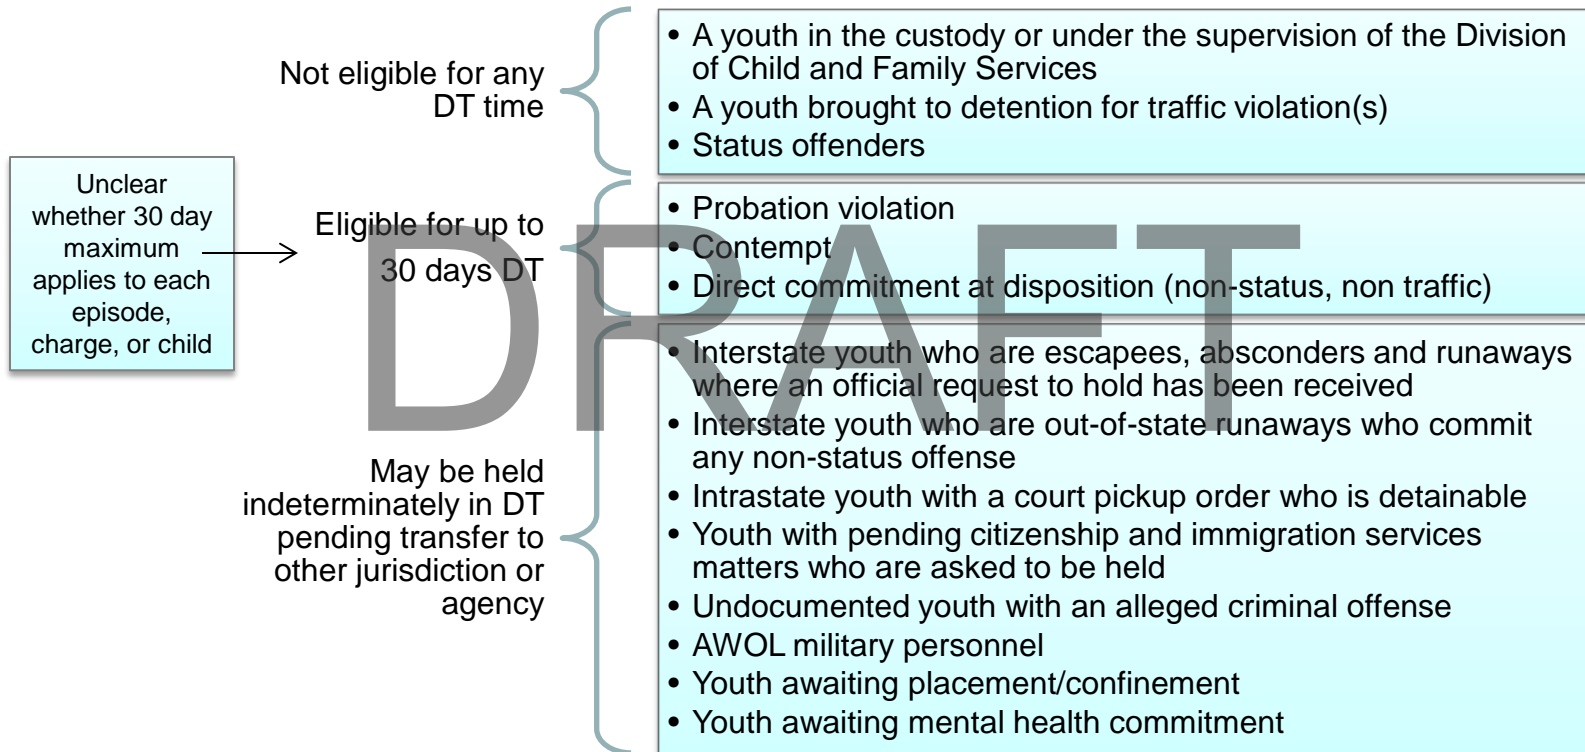 Not eligible for any
DT time
• A youth in the custody or under the supervision of the Division
of Child and Family Services
• A youth brought to detention for traffic violation(s)
• Status offenders
Unclear
whether 30 day
maximum
applies to each
episode,
charge, or child
Eligible for up to
30 days DT
• Probation violation
• Contempt
• Direct commitment at disposition (non-status, non traffic)
DRAFT
May be held
indeterminately in DT
pending transfer to
other jurisdiction or
agency
• Interstate youth who are escapees, absconders and runaways
where an official request to hold has been received
• Interstate youth who are out-of-state runaways who commit
any non-status offense
• Intrastate youth with a court pickup order who is detainable
• Youth with pending citizenship and immigration services
matters who are asked to be held
• Undocumented youth with an alleged criminal offense
• AWOL military personnel
• Youth awaiting placement/confinement
• Youth awaiting mental health commitment